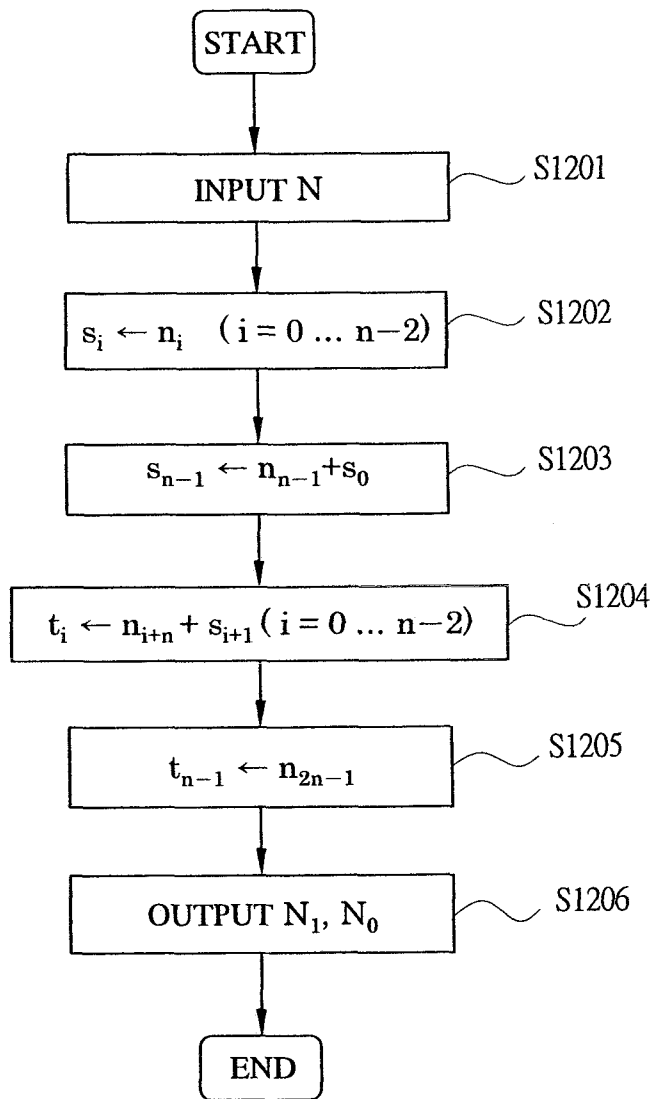 START
INPUT N
S1201
sᵢ ← nᵢ ( i = 0 ... n−2)
S1202
sₙ₋₁ ← nₙ₋₁+s₀
S1203
tᵢ ← nᵢ₊ₙ + sᵢ₊₁ ( i = 0 ... n−2)
S1204
tₙ₋₁ ← n₂ₙ₋₁
S1205
OUTPUT N₁, N₀
S1206
END